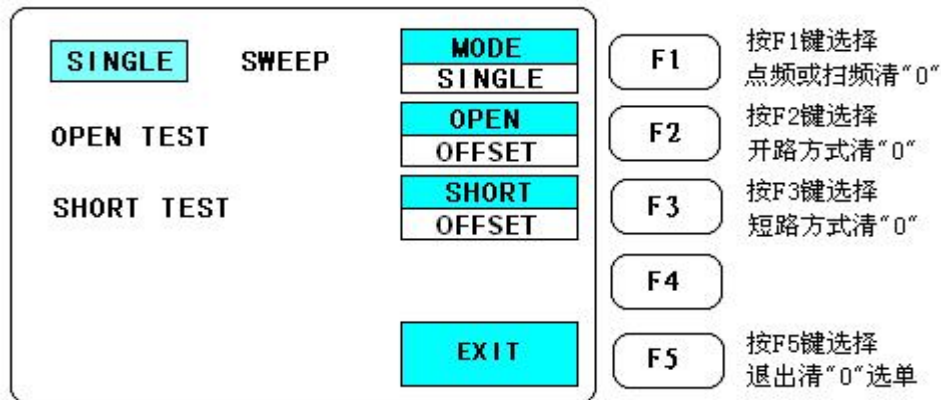 SINGLE SWEEP MODE
SINGLE
F1
按F1键选择
点频或扫频清"0"
OPEN TEST
OPEN
OFFSET
F2
按F2键选择
开路方式清"0"
SHORT TEST
SHORT
OFFSET
F3
按F3键选择
短路方式清"0"
F4
EXIT
F5
按F5键选择
退出清"0"选单